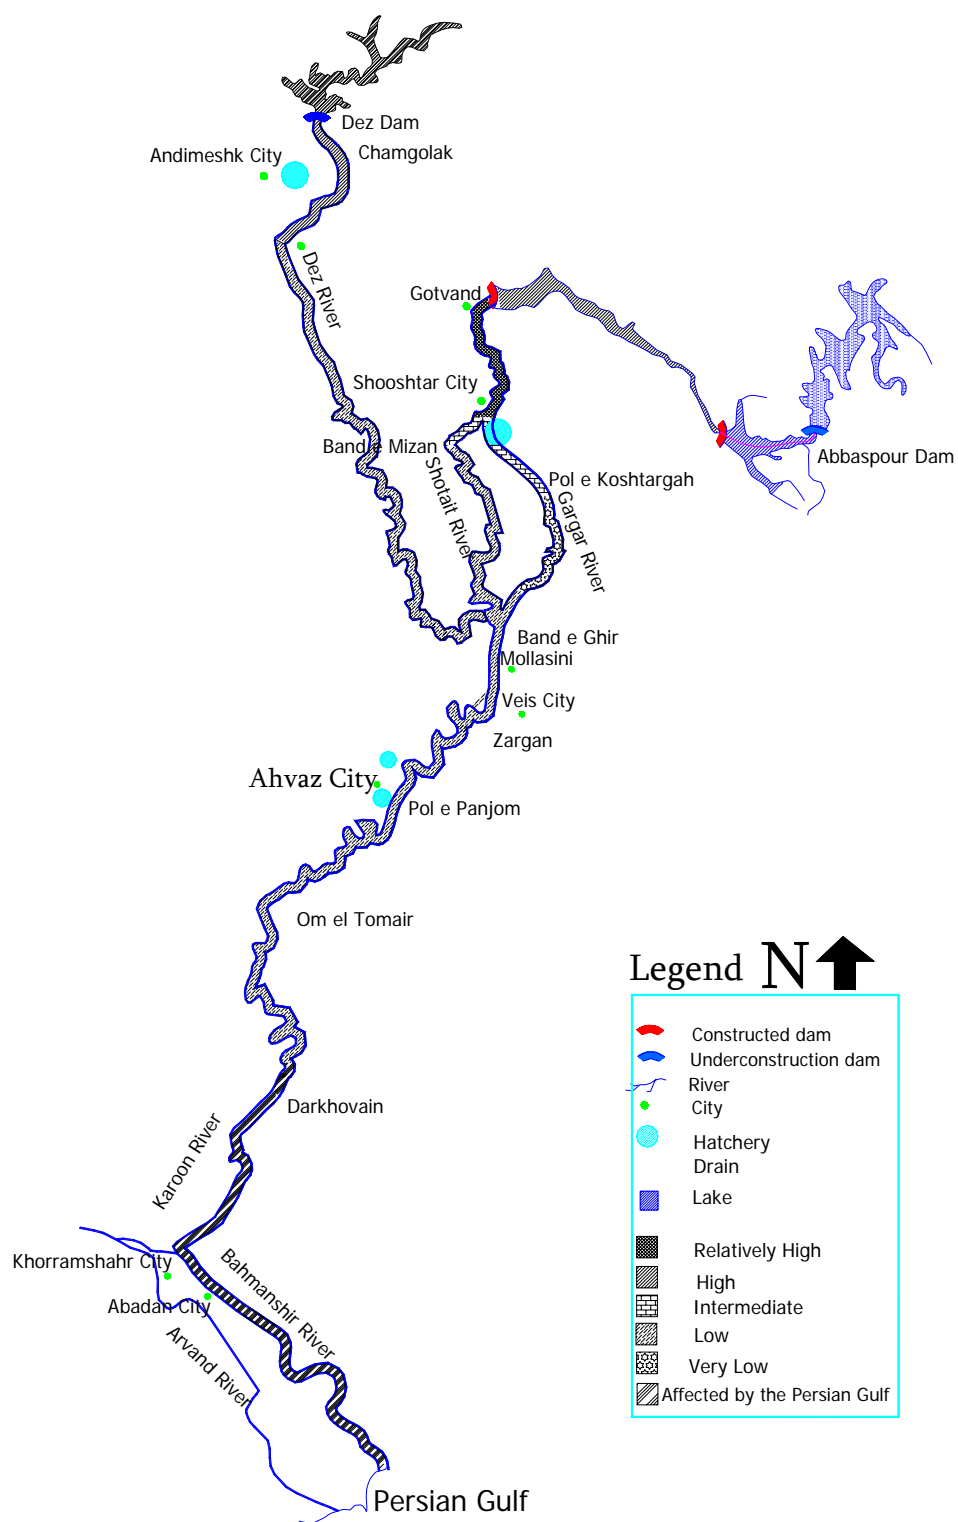 Dez Dam
Chamgolak
Andimeshk City
Dez River
Gotvand
Shooshtar City
Band e Mizan
Abbaspour Dam
Pol e Koshtargah
Shotait River
Gargar River
Band e Ghir
Mollasini
Veis City
Zargan
Ahvaz City
Pol e Panjom
Om el Tomair
Darkhovain
Karoon River
Khorramshahr City
Abadan City
Bahmanshir River
Arvand River
Persian Gulf
Legend N
Constructed dam
Underconstruction dam
River
City
Hatchery
Drain
Lake
Relatively High
High
Intermediate
Low
Very Low
Affected by the Persian Gulf